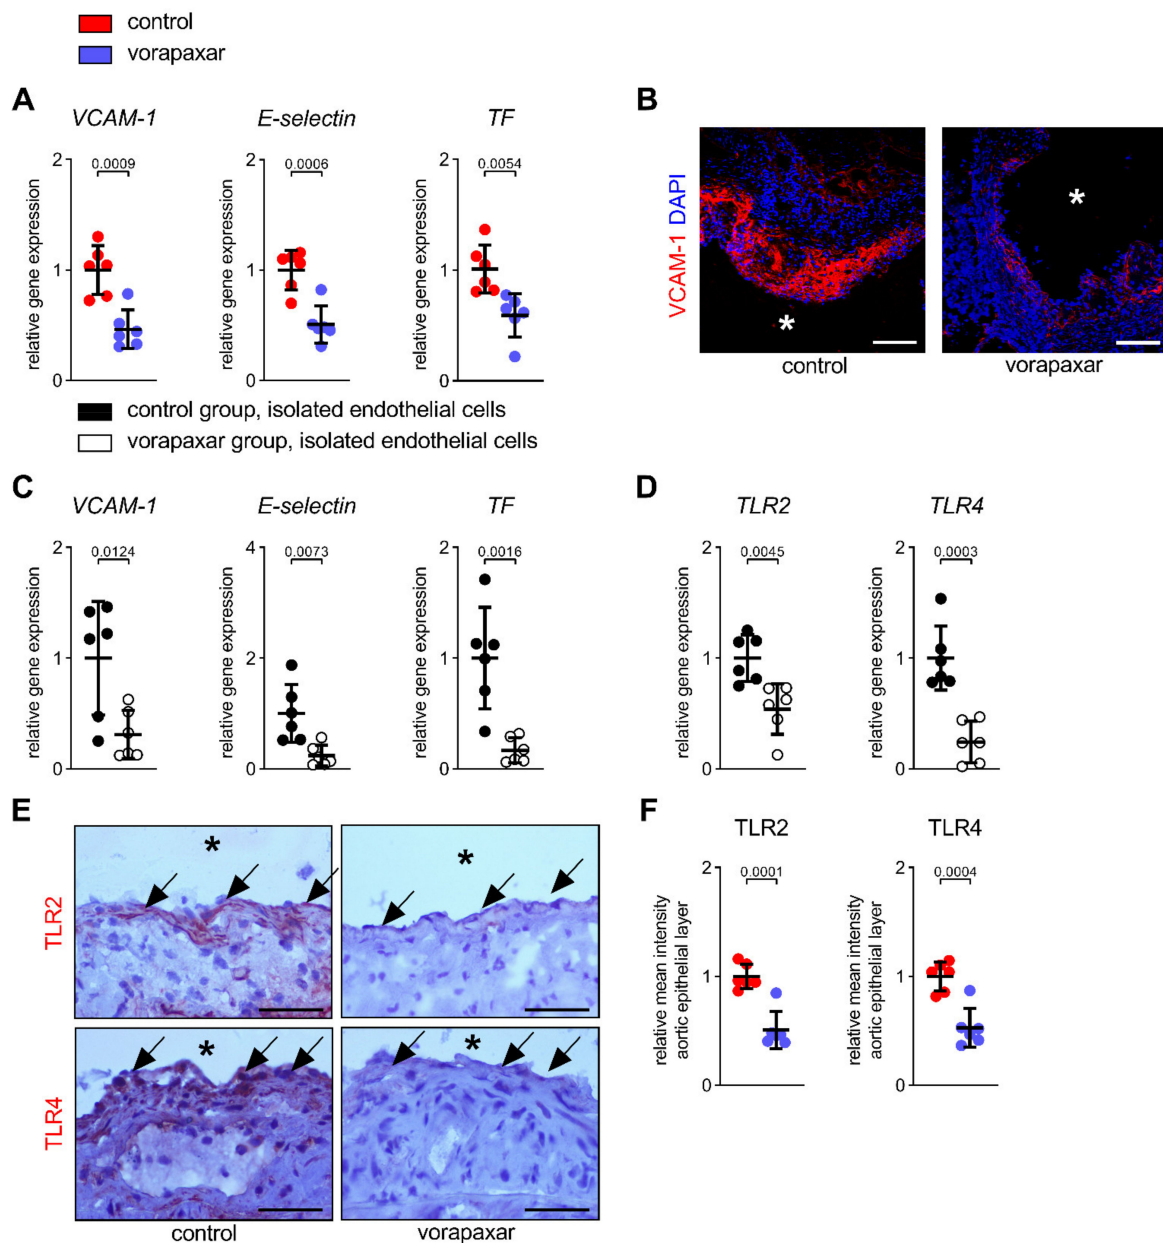 control
vorapaxar
A
VCAM-1
E-selectin
TF
relative gene expression
2
1
0
0.0009
relative gene expression
2
1
0
0.0006
relative gene expression
2
1
0
0.0054
B
VCAM-1 DAPI
*
*
control
vorapaxar
control group, isolated endothelial cells
vorapaxar group, isolated endothelial cells
C
VCAM-1
E-selectin
TF
relative gene expression
2
1
0
0.0124
relative gene expression
4
2
0
0.0073
relative gene expression
2
1
0
0.0016
D
TLR2
TLR4
relative gene expression
2
1
0
0.0045
relative gene expression
2
1
0
0.0003
E
TLR2
*
*
TLR4
*
*
control
vorapaxar
F
TLR2
TLR4
relative mean intensity
aortic epithelial layer
2
1
0
0.0001
relative mean intensity
aortic epithelial layer
2
1
0
0.0004